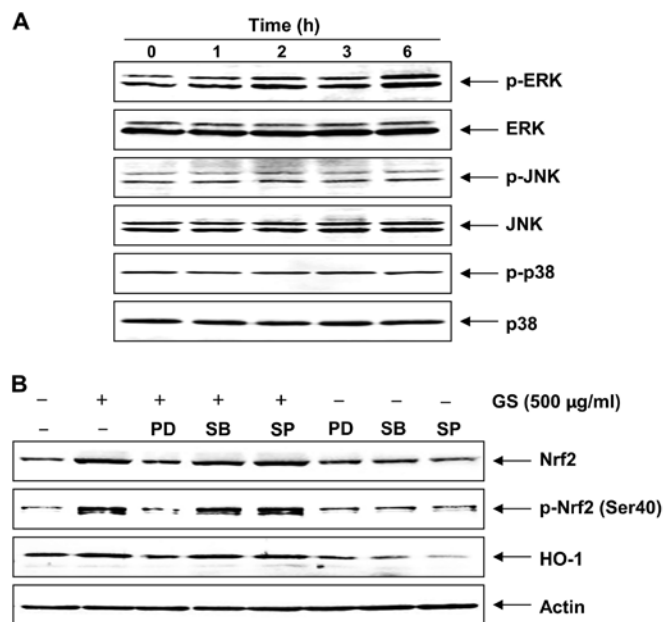 A
Time (h)
0 1 2 3 6
p-ERK
ERK
p-JNK
JNK
p-p38
p38
B
– + + + + – – – GS (500 µg/ml)
– – PD SB SP PD SB SP
Nrf2
p-Nrf2 (Ser40)
HO-1
Actin